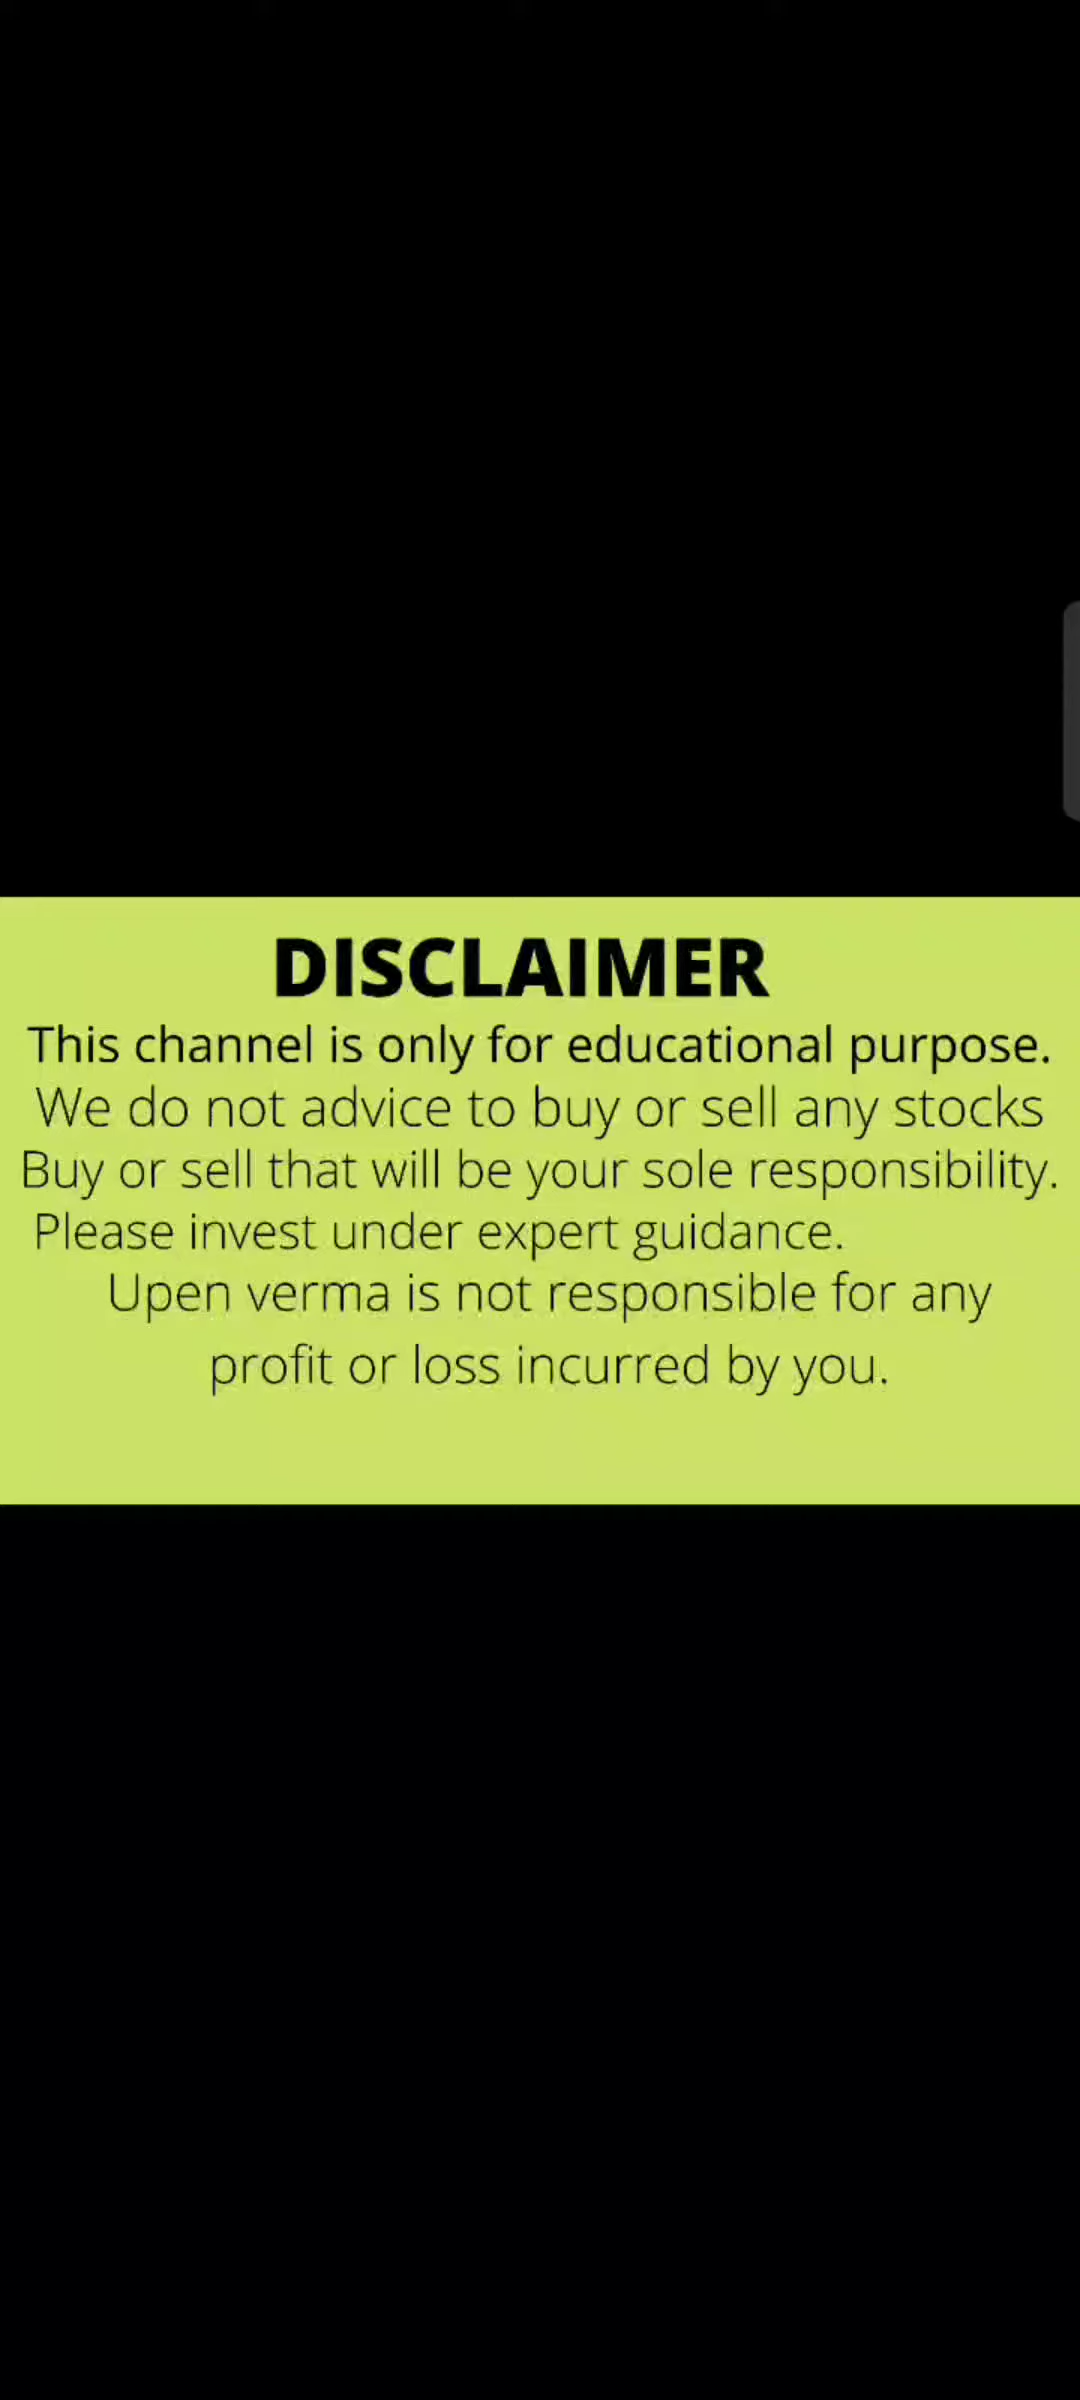 DISCLAIMER
This channel is only for educational purpose.
We do not advice to buy or sell any stocks
Buy or sell that will be your sole responsibility.
Please invest under expert guidance.
Upen verma is not responsible for any
profit or loss incurred by you.